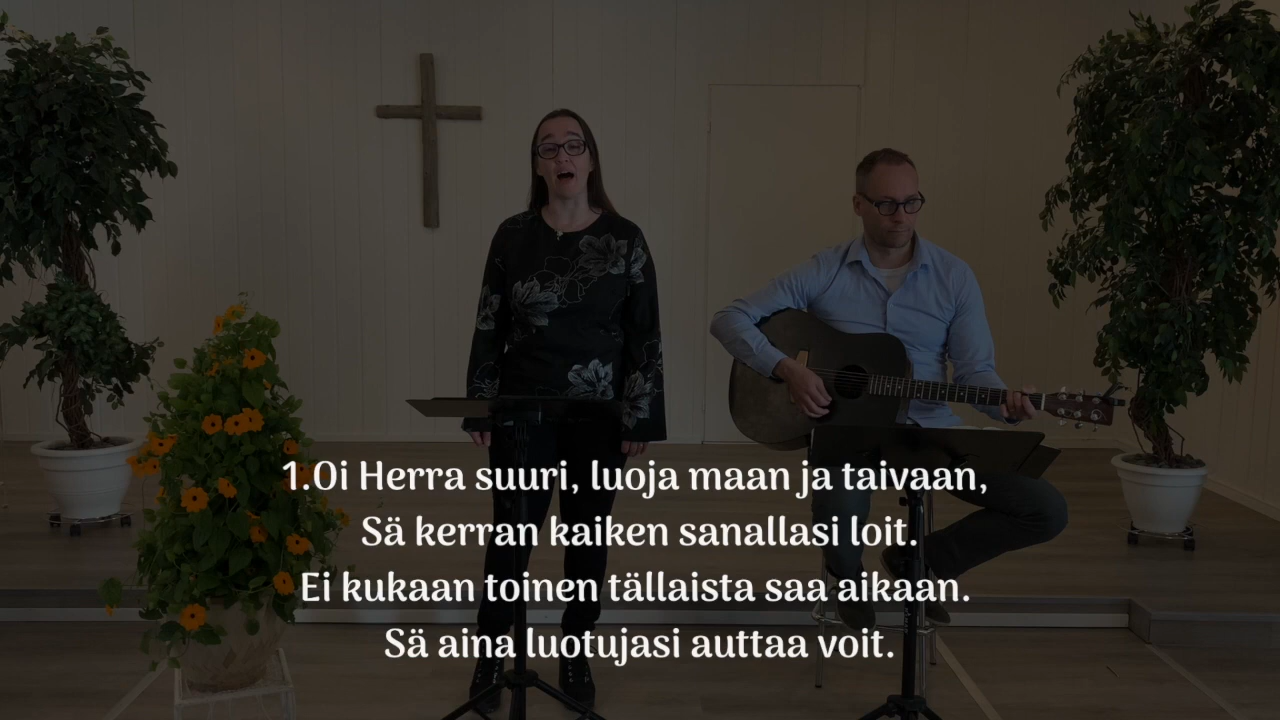 1.Oi Herra suuri, luoja maan ja taivaan,
Sä kerran kaiken sanallasi loit.
Ei kukaan toinen tällaista saa aikaan.
Sä aina luotujasi auttaa voit.